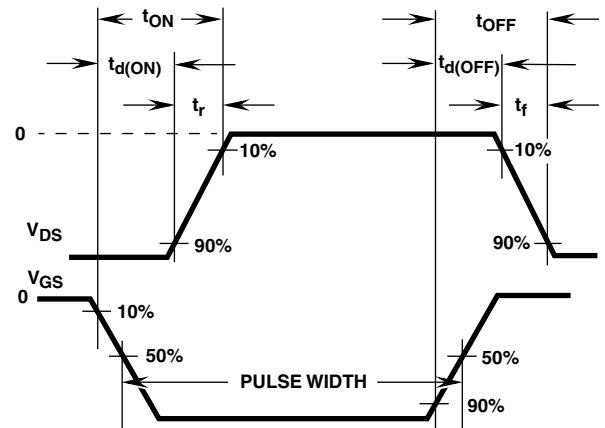 tON tOFF
td(ON) td(OFF)
tr tf
0
10% 10%
VDS 90% 90%
VGS
0
10%
50% 50%
PULSE WIDTH
90%